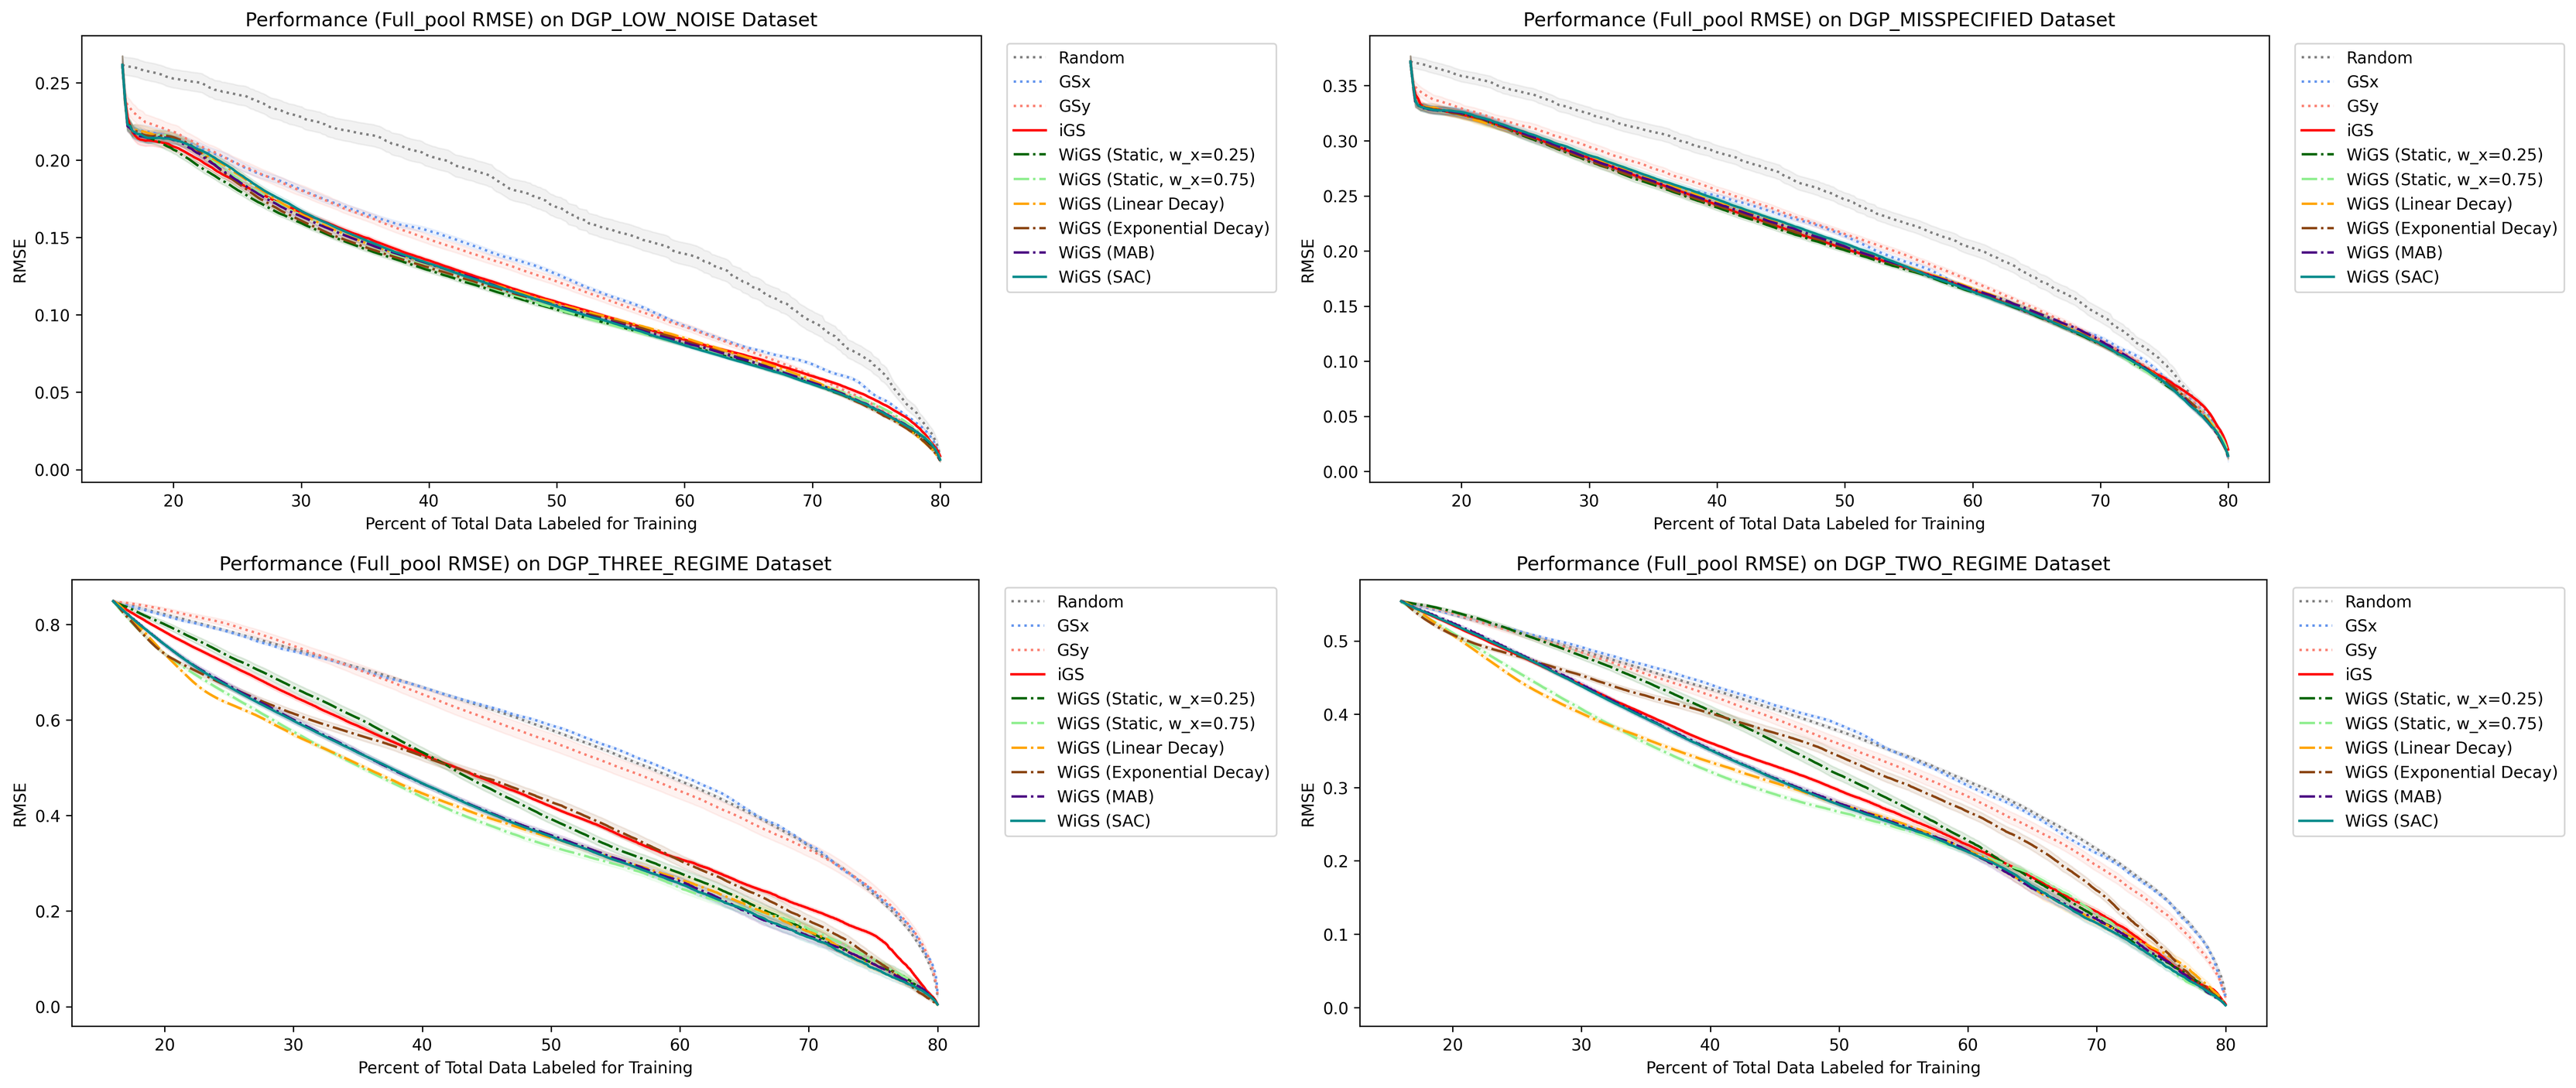 Performance (Full_pool RMSE) on DGP_LOW_NOISE Dataset
RMSE
0.25
0.20
0.15
0.10
0.05
0.00
20 30 40 50 60 70 80
Percent of Total Data Labeled for Training
Random
GSx
GSy
iGS
WiGS (Static, w_x=0.25)
WiGS (Static, w_x=0.75)
WiGS (Linear Decay)
WiGS (Exponential Decay)
WiGS (MAB)
WiGS (SAC)
Performance (Full_pool RMSE) on DGP_MISSPECIFIED Dataset
RMSE
0.35
0.30
0.25
0.20
0.15
0.10
0.05
0.00
20 30 40 50 60 70 80
Percent of Total Data Labeled for Training
Random
GSx
GSy
iGS
WiGS (Static, w_x=0.25)
WiGS (Static, w_x=0.75)
WiGS (Linear Decay)
WiGS (Exponential Decay)
WiGS (MAB)
WiGS (SAC)
Performance (Full_pool RMSE) on DGP_THREE_REGIME Dataset
RMSE
0.8
0.6
0.4
0.2
0.0
20 30 40 50 60 70 80
Percent of Total Data Labeled for Training
Random
GSx
GSy
iGS
WiGS (Static, w_x=0.25)
WiGS (Static, w_x=0.75)
WiGS (Linear Decay)
WiGS (Exponential Decay)
WiGS (MAB)
WiGS (SAC)
Performance (Full_pool RMSE) on DGP_TWO_REGIME Dataset
RMSE
0.5
0.4
0.3
0.2
0.1
0.0
20 30 40 50 60 70 80
Percent of Total Data Labeled for Training
Random
GSx
GSy
iGS
WiGS (Static, w_x=0.25)
WiGS (Static, w_x=0.75)
WiGS (Linear Decay)
WiGS (Exponential Decay)
WiGS (MAB)
WiGS (SAC)